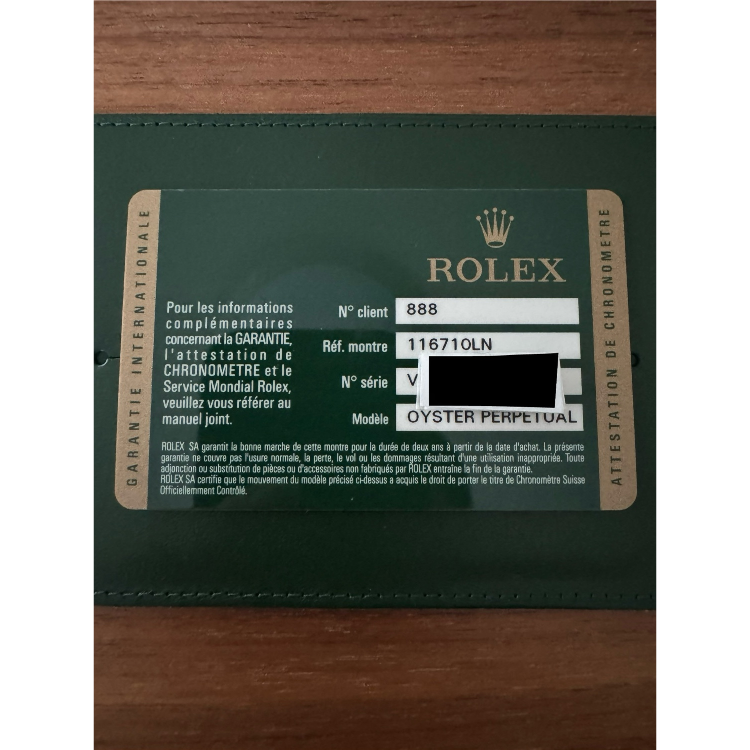 GARANTIE INTERNATIONALE
ROLEX
Pour les informations
complémentaires
concernant la GARANTIE,
l'attestation de
CHRONOMETRE et le
Service Mondial Rolex,
veuillez vous référer au
manuel joint.
N° client 888
Réf. montre 116710LN
N° série V
Modèle OYSTER PERPETUAL
ROLEX SA garantit la bonne marche de cette montre pour la durée de deux ans à partir de la date d'achat. La présente
garantie ne couvre pas l'usure normale, la perte, le vol ou les dommages résultant d'une utilisation inappropriée. Toute
adjonction ou substitution de pièces ou d'accessoires non fabriqués par ROLEX entraîne la fin de la garantie.
ROLEX SA certifie que le mouvement du modèle précisé ci-dessus a acquis le droit de porter le titre de Chronomètre Suisse
Officiellemment Contrôlé.
ATTESTATION DE CHRONOMETRE